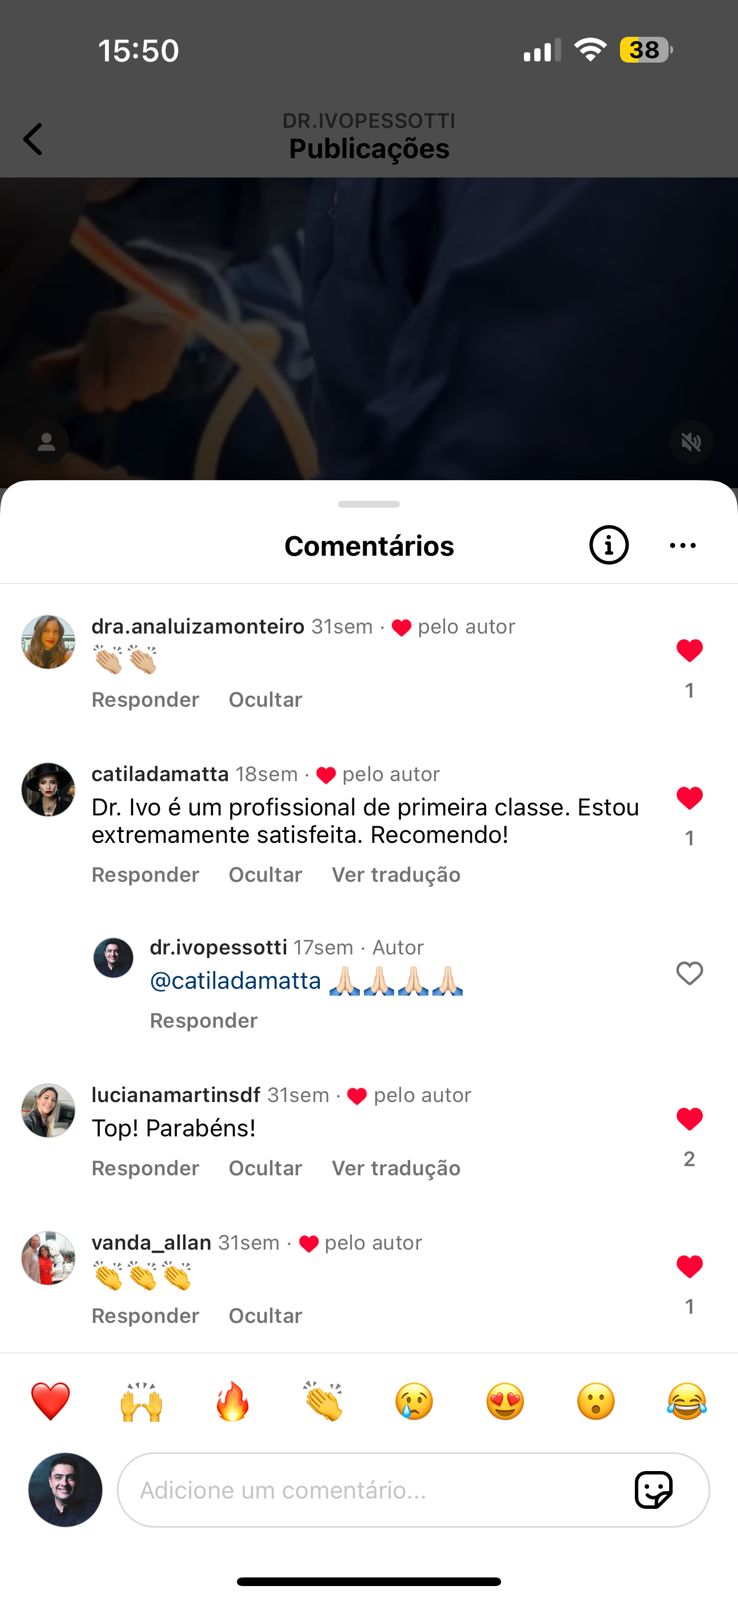 15:50
38
DR.IVOPESSOTTI
Publicações
Comentários
dra.analuizamonteiro 31sem · ❤ pelo autor
👏🏼👏🏼
Responder Ocultar
1
catiladamatta 18sem · ❤ pelo autor
Dr. Ivo é um profissional de primeira classe. Estou
extremamente satisfeita. Recomendo!
Responder Ocultar Ver tradução
1
dr.ivopessotti 17sem · Autor
@catiladamatta 🙏🏻🙏🏻🙏🏻🙏🏻
Responder
lucianamartinsdf 31sem · ❤ pelo autor
Top! Parabéns!
Responder Ocultar Ver tradução
2
vanda_allan 31sem · ❤ pelo autor
👏👏👏
Responder Ocultar
1
❤️ 🙌 🔥 👏 😢 😍 😮 😂
Adicione um comentário...